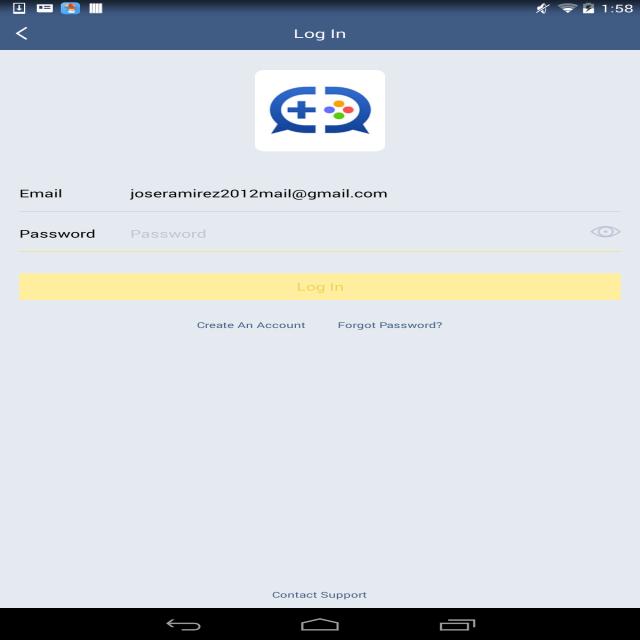 1:58
Log In
Email joseramirez2012mail@gmail.com
Password Password
Log In
Create An Account Forgot Password?
Contact Support